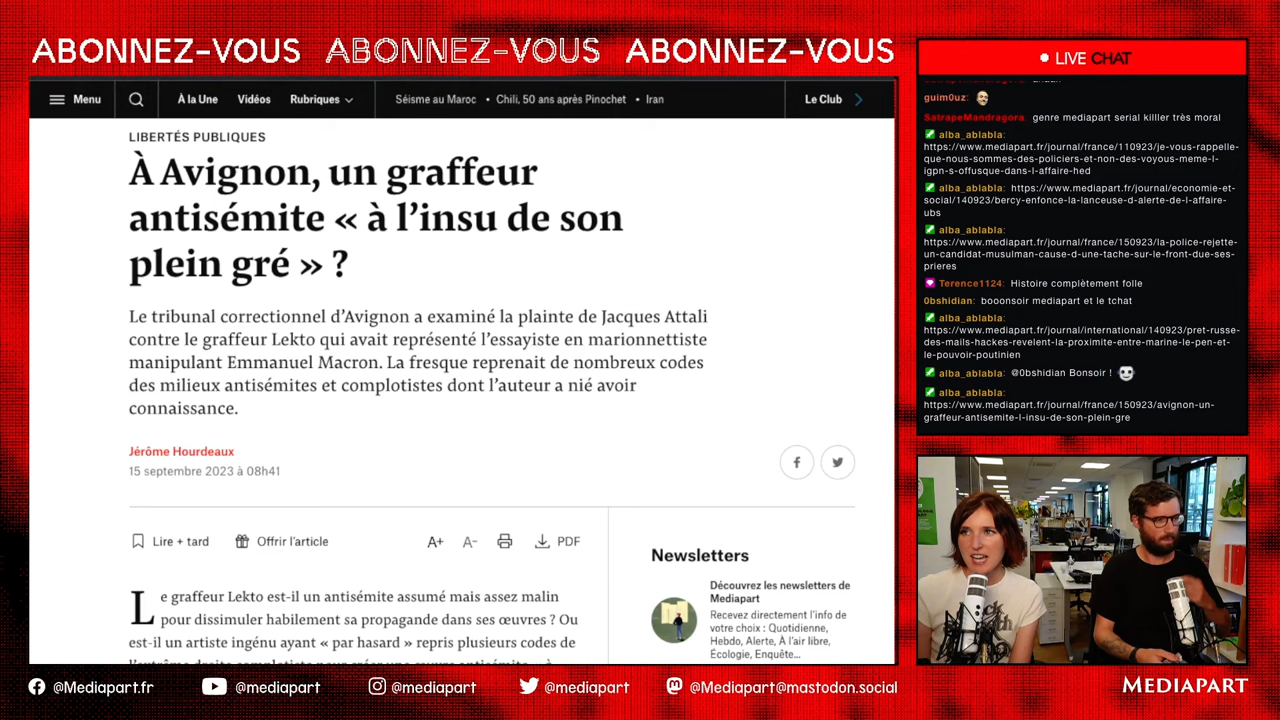 ABONNEZ-VOUS ABONNEZ-VOUS ABONNEZ-VOUS
Menu
À la Une Vidéos Rubriques
Séisme au Maroc • Chili, 50 ans après Pinochet • Iran
Le Club
LIBERTÉS PUBLIQUES
À Avignon, un graffeur
antisémite « à l’insu de son
plein gré » ?
Le tribunal correctionnel d’Avignon a examiné la plainte de Jacques Attali
contre le graffeur Lekto qui avait représenté l’essayiste en marionnettiste
manipulant Emmanuel Macron. La fresque reprenait de nombreux codes
des milieux antisémites et complotistes dont l’auteur a nié avoir
connaissance.
Jérôme Hourdeaux
15 septembre 2023 à 08h41
Lire + tard Offrir l’article A+ A- PDF
Le graffeur Lekto est-il un antisémite assumé mais assez malin
pour dissimuler habilement sa propagande dans ses œuvres ? Ou
est-il un artiste ingénu ayant « par hasard » repris plusieurs codes de
Newsletters
Découvrez les newsletters de
Mediapart
Recevez directement l’info de
votre choix : Quotidienne,
Hebdo, Alerte, À l’air libre,
Écologie, Enquête...
LIVE CHAT
guim0uz:
SatrapeMandragora: genre mediapart serial killler très moral
alba_ablabla:
https://www.mediapart.fr/journal/france/110923/je-vous-rappelle-
que-nous-sommes-des-policiers-et-non-des-voyous-meme-l-
igpn-s-offusque-dans-l-affaire-hed
alba_ablabla: https://www.mediapart.fr/journal/economie-et-
social/140923/bercy-enfonce-la-lanceuse-d-alerte-de-l-affaire-
ubs
alba_ablabla:
https://www.mediapart.fr/journal/france/150923/la-police-rejette-
un-candidat-musulman-cause-d-une-tache-sur-le-front-due-ses-
prieres
Terence1124: Histoire complètement folle
0bshidian: booonsoir mediapart et le tchat
alba_ablabla:
https://www.mediapart.fr/journal/international/140923/pret-russe-
des-mails-hackes-revelent-la-proximite-entre-marine-le-pen-et-
le-pouvoir-poutinien
alba_ablabla: @0bshidian Bonsoir !
alba_ablabla:
https://www.mediapart.fr/journal/france/150923/avignon-un-
graffeur-antisemite-l-insu-de-son-plein-gre
@Mediapart.fr @mediapart @mediapart @mediapart @Mediapart@mastodon.social
MEDIAPART